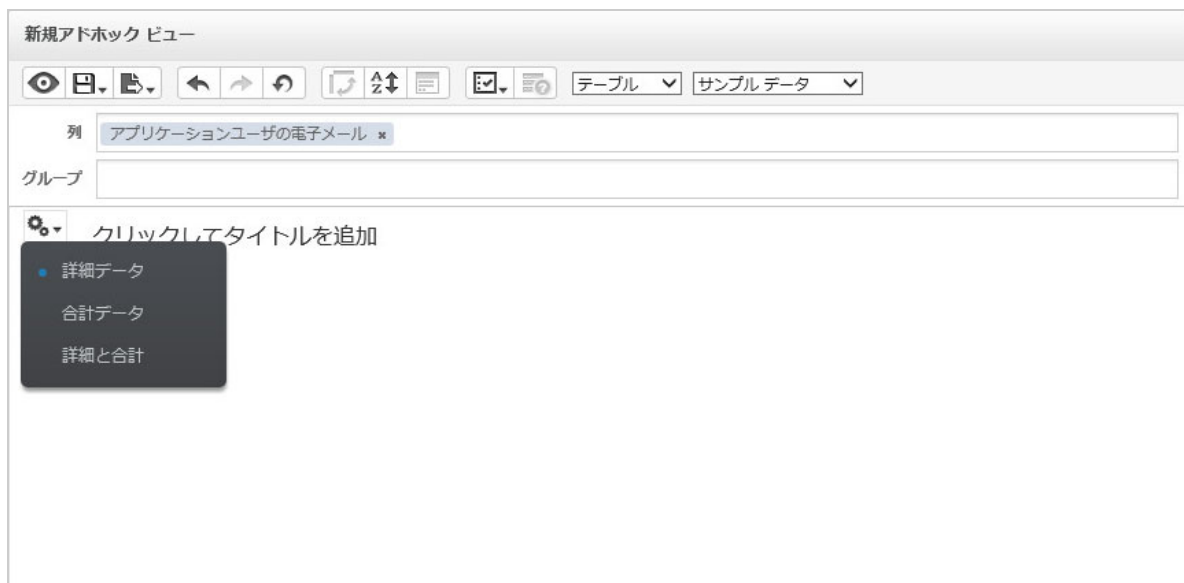 新規アドホック ビュー
テーブル サンプル データ
列 アプリケーションユーザの電子メール ×
グループ
クリックしてタイトルを追加
詳細データ
合計データ
詳細と合計